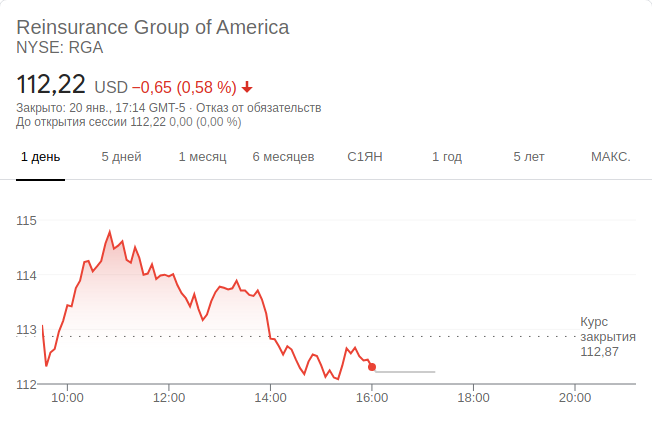 Reinsurance Group of America
NYSE: RGA
112,22 USD −0,65 (0,58 %)
Закрыто: 20 янв., 17:14 GMT-5 · Отказ от обязательств
До открытия сессии 112,22 0,00 (0,00 %)
1 день 5 дней 1 месяц 6 месяцев С1ЯН 1 год 5 лет МАКС.
115
114
113
112
Курс
закрытия
112,87
10:00 12:00 14:00 16:00 18:00 20:00